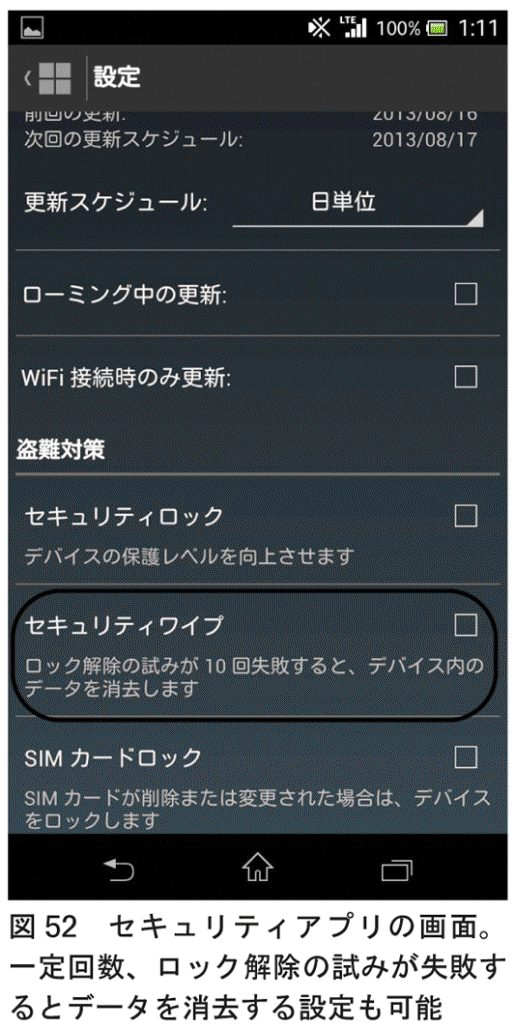 LTE 100% 1:11
設定
前回の更新: 2013/08/16
次回の更新スケジュール: 2013/08/17
更新スケジュール: 日単位
ローミング中の更新:
WiFi 接続時のみ更新:
盗難対策
セキュリティロック
デバイスの保護レベルを向上させます
セキュリティワイプ
ロック解除の試みが 10 回失敗すると、デバイス内の
データを消去します
SIM カードロック
SIM カードが削除または変更された場合は、デバイス
をロックします
図 52　セキュリティアプリの画面。
一定回数、ロック解除の試みが失敗す
るとデータを消去する設定も可能